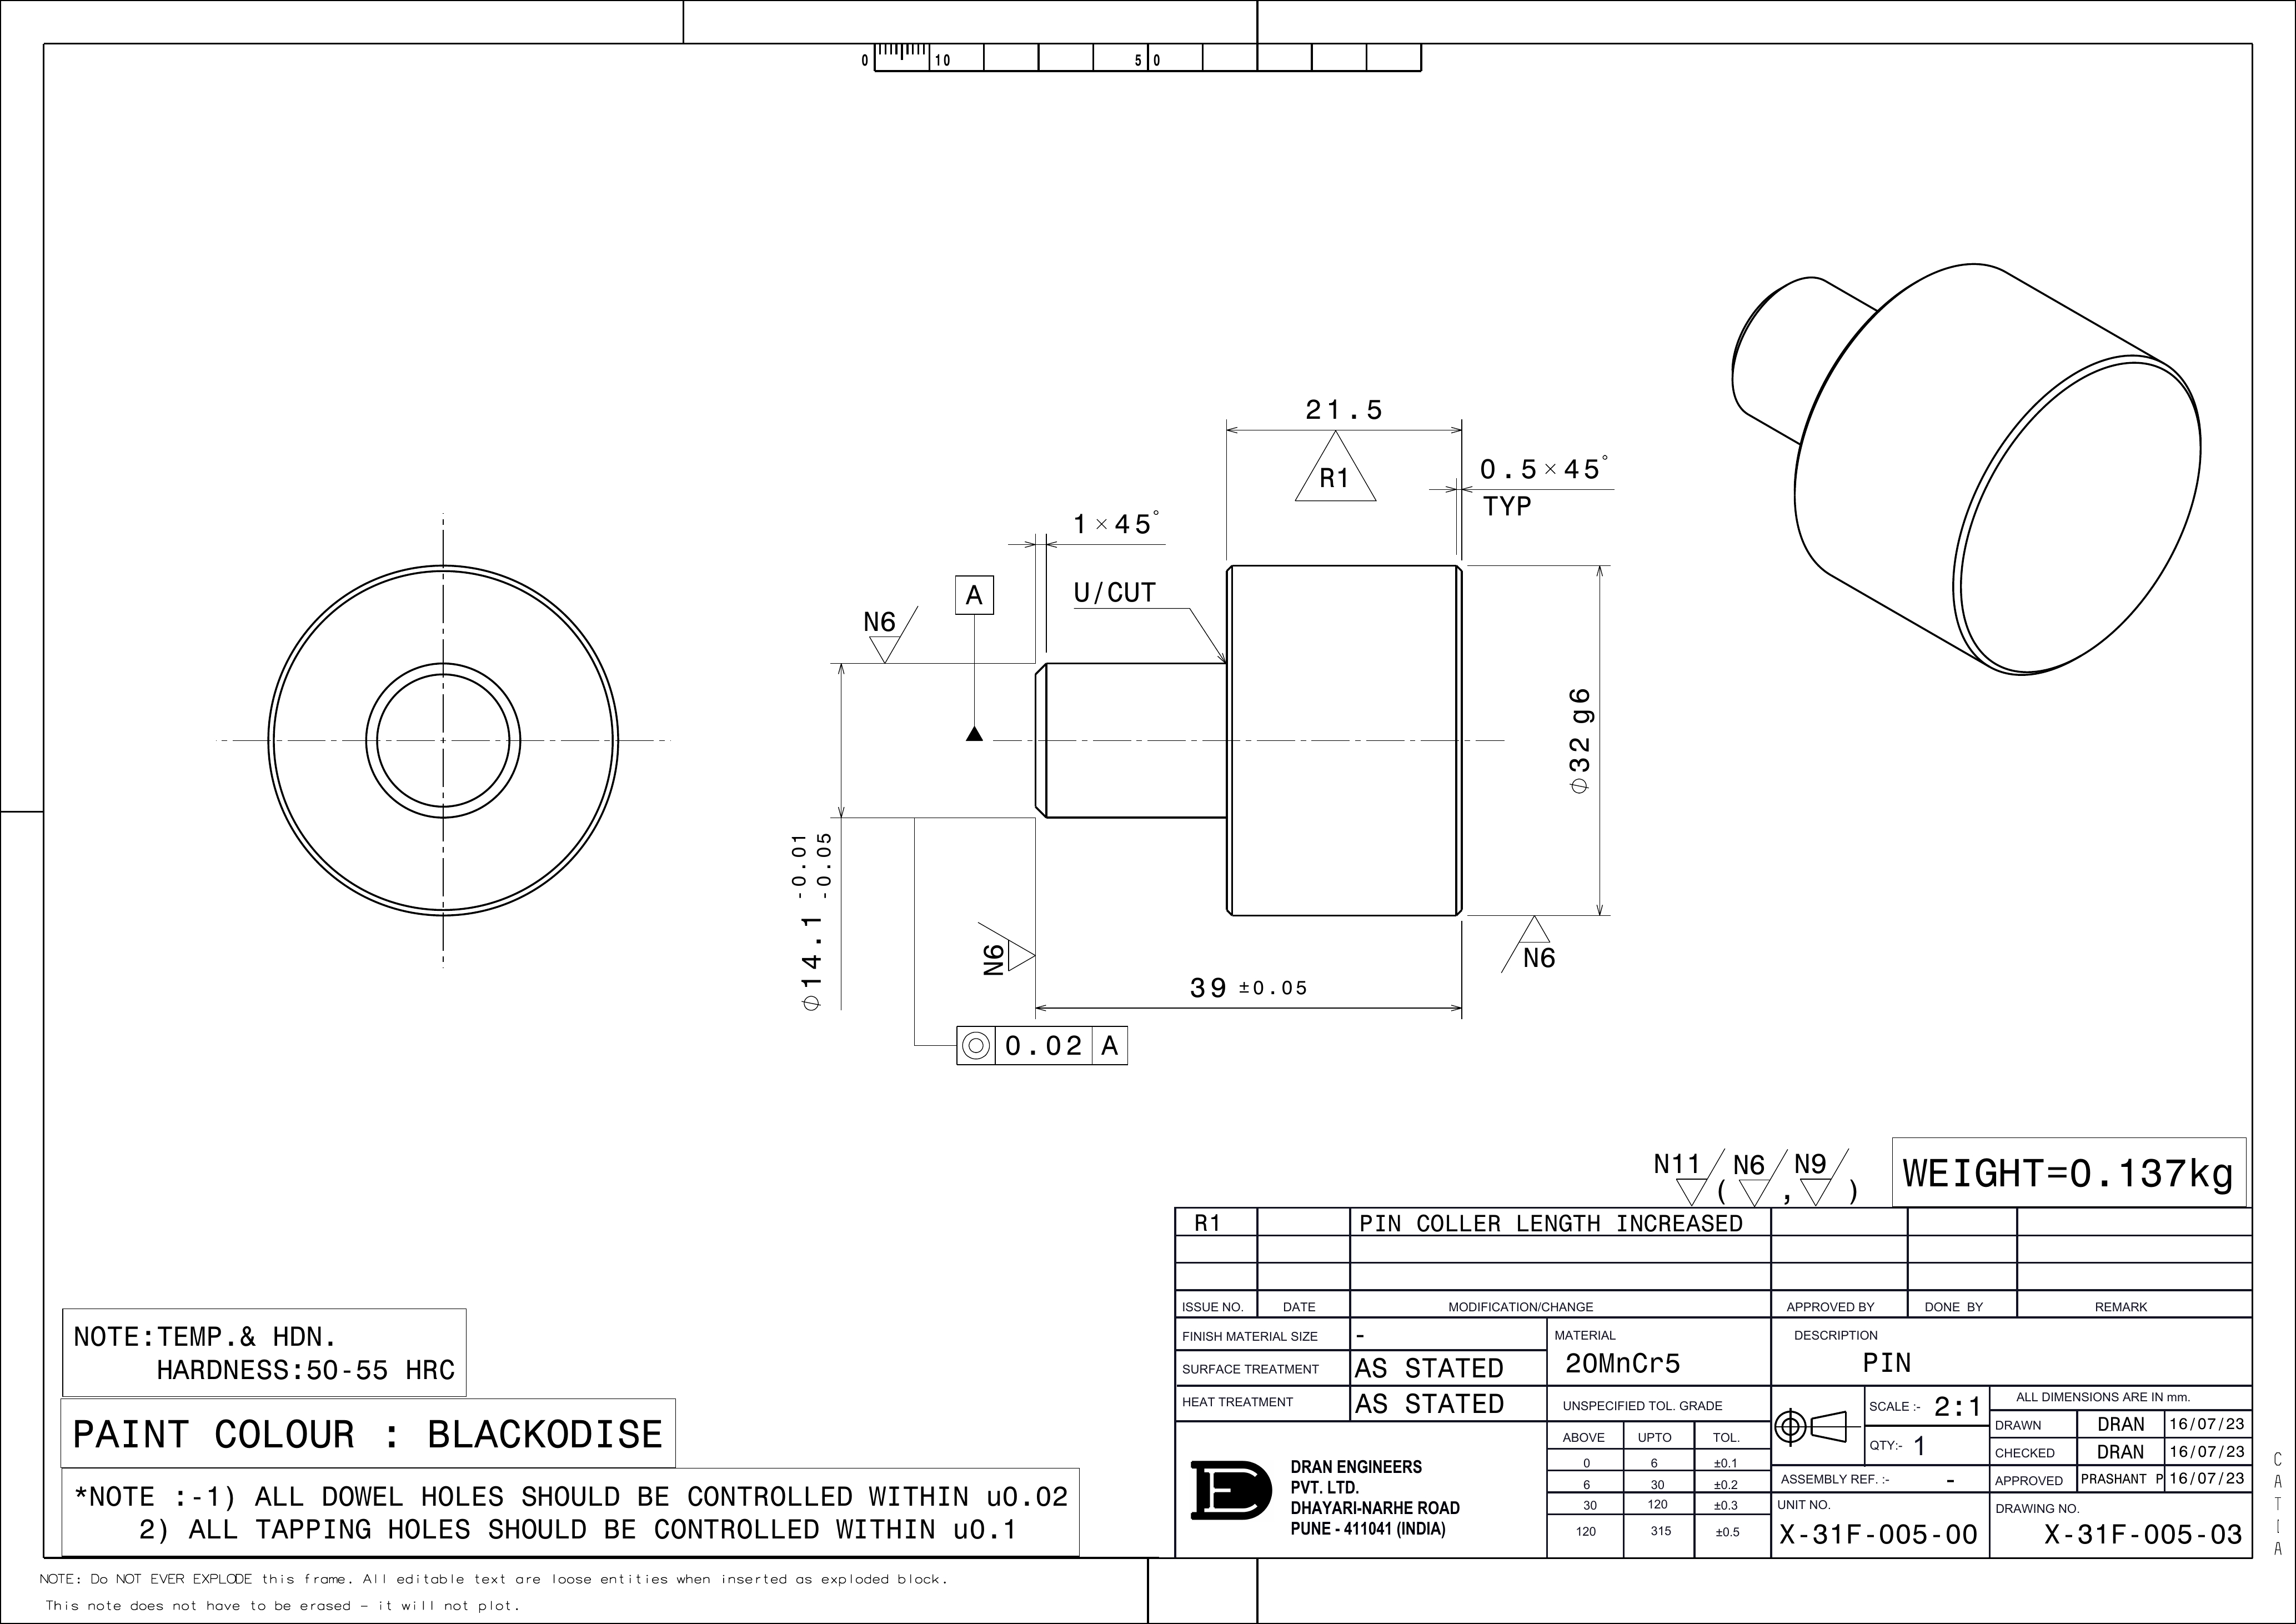 0 10 50
21.5
R1
0.5×45°
TYP
1×45°
A
U/CUT
N6
⌀32 g6
⌀14.1 -0.01
-0.05
N6
N6
39 ±0.05
0.02 A
N11 ( N6 , N9 )
WEIGHT=0.137kg
R1 PIN COLLER LENGTH INCREASED
ISSUE NO. DATE MODIFICATION/CHANGE APPROVED BY DONE BY REMARK
FINISH MATERIAL SIZE -
SURFACE TREATMENT AS STATED
HEAT TREATMENT AS STATED
MATERIAL
20MnCr5
DESCRIPTION
PIN
UNSPECIFIED TOL. GRADE
ABOVE UPTO TOL.
0 6 ±0.1
6 30 ±0.2
30 120 ±0.3
120 315 ±0.5
SCALE :- 2:1
QTY:- 1
ALL DIMENSIONS ARE IN mm.
DRAWN DRAN 16/07/23
CHECKED DRAN 16/07/23
APPROVED PRASHANT P 16/07/23
ASSEMBLY REF. :- -
UNIT NO.
X-31F-005-00
DRAWING NO.
X-31F-005-03
DRAN ENGINEERS
PVT. LTD.
DHAYARI-NARHE ROAD
PUNE - 411041 (INDIA)
NOTE:TEMP.& HDN.
HARDNESS:50-55 HRC
PAINT COLOUR : BLACKODISE
*NOTE :-1) ALL DOWEL HOLES SHOULD BE CONTROLLED WITHIN u0.02
2) ALL TAPPING HOLES SHOULD BE CONTROLLED WITHIN u0.1
NOTE: Do NOT EVER EXPLODE this frame. All editable text are loose entities when inserted as exploded block.
This note does not have to be erased - it will not plot.
CATIA